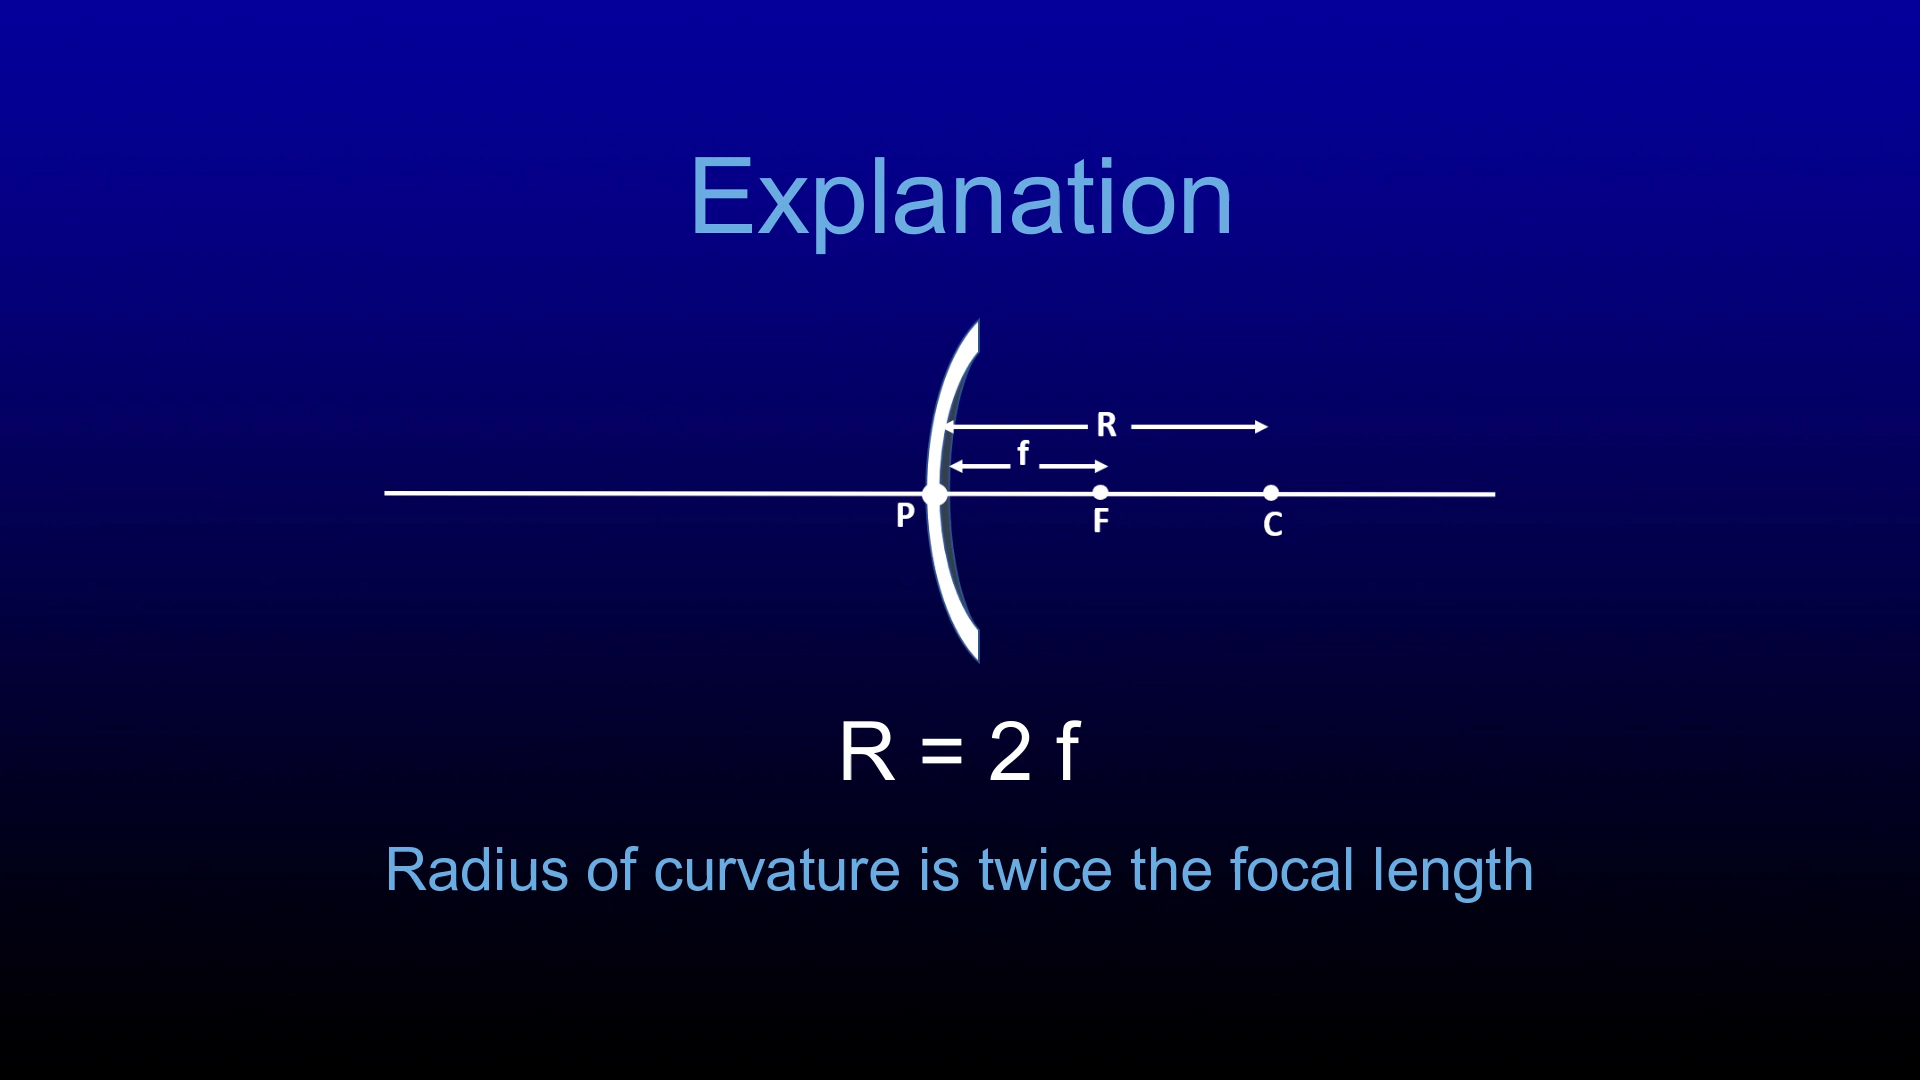 Explanation
R
f
P
F
C
R = 2 f
Radius of curvature is twice the focal length